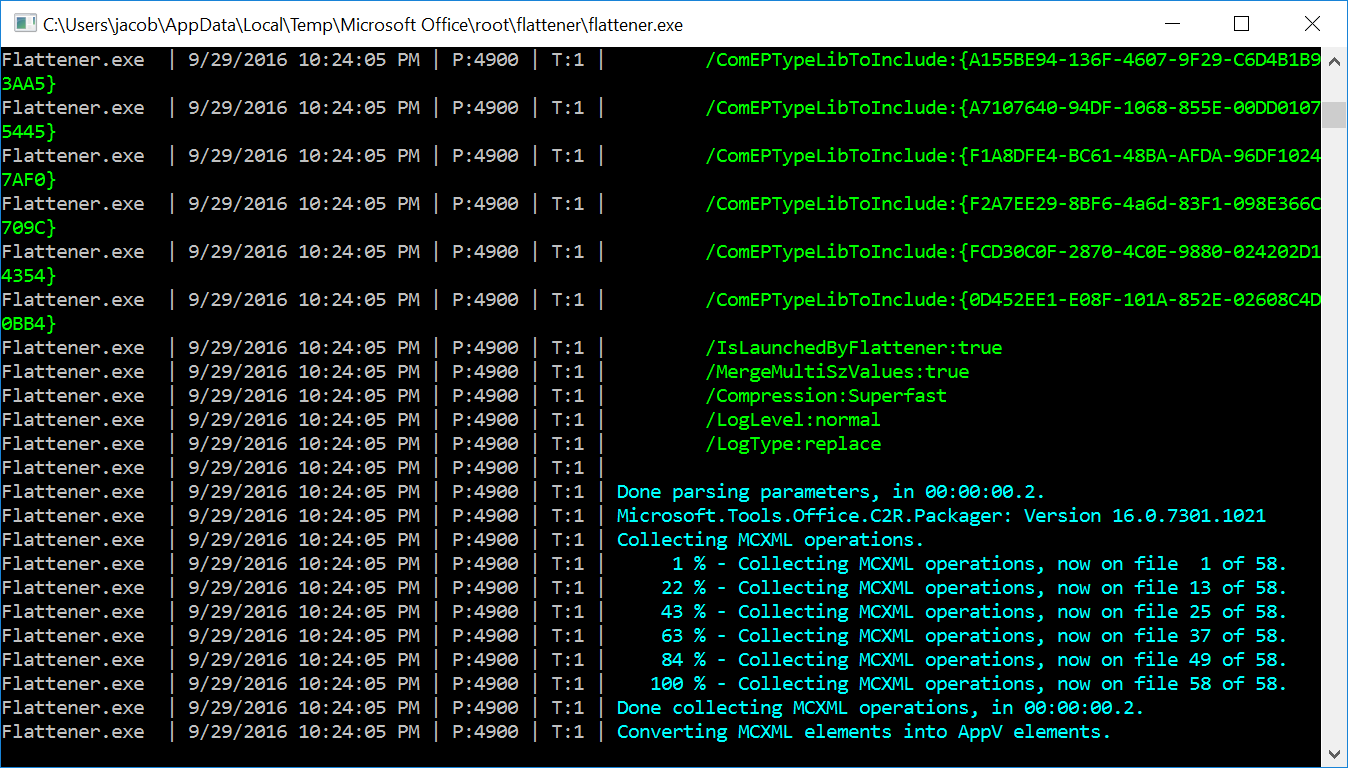 C:\Users\jacob\AppData\Local\Temp\Microsoft Office\root\flattener\flattener.exe
Flattener.exe | 9/29/2016 10:24:05 PM | P:4900 | T:1 | /ComEPTypeLibToInclude:{A155BE94-136F-4607-9F29-C6D4B1B9
3AA5}
Flattener.exe | 9/29/2016 10:24:05 PM | P:4900 | T:1 | /ComEPTypeLibToInclude:{A7107640-94DF-1068-855E-00DD0107
5445}
Flattener.exe | 9/29/2016 10:24:05 PM | P:4900 | T:1 | /ComEPTypeLibToInclude:{F1A8DFE4-BC61-48BA-AFDA-96DF1024
7AF0}
Flattener.exe | 9/29/2016 10:24:05 PM | P:4900 | T:1 | /ComEPTypeLibToInclude:{F2A7EE29-8BF6-4a6d-83F1-098E366C
709C}
Flattener.exe | 9/29/2016 10:24:05 PM | P:4900 | T:1 | /ComEPTypeLibToInclude:{FCD30C0F-2870-4C0E-9880-024202D1
4354}
Flattener.exe | 9/29/2016 10:24:05 PM | P:4900 | T:1 | /ComEPTypeLibToInclude:{0D452EE1-E08F-101A-852E-02608C4D
0BB4}
Flattener.exe | 9/29/2016 10:24:05 PM | P:4900 | T:1 | /IsLaunchedByFlattener:true
Flattener.exe | 9/29/2016 10:24:05 PM | P:4900 | T:1 | /MergeMultiSzValues:true
Flattener.exe | 9/29/2016 10:24:05 PM | P:4900 | T:1 | /Compression:Superfast
Flattener.exe | 9/29/2016 10:24:05 PM | P:4900 | T:1 | /LogLevel:normal
Flattener.exe | 9/29/2016 10:24:05 PM | P:4900 | T:1 | /LogType:replace
Flattener.exe | 9/29/2016 10:24:05 PM | P:4900 | T:1 |
Flattener.exe | 9/29/2016 10:24:05 PM | P:4900 | T:1 | Done parsing parameters, in 00:00:00.2.
Flattener.exe | 9/29/2016 10:24:05 PM | P:4900 | T:1 | Microsoft.Tools.Office.C2R.Packager: Version 16.0.7301.1021
Flattener.exe | 9/29/2016 10:24:05 PM | P:4900 | T:1 | Collecting MCXML operations.
Flattener.exe | 9/29/2016 10:24:05 PM | P:4900 | T:1 | 1 % - Collecting MCXML operations, now on file 1 of 58.
Flattener.exe | 9/29/2016 10:24:05 PM | P:4900 | T:1 | 22 % - Collecting MCXML operations, now on file 13 of 58.
Flattener.exe | 9/29/2016 10:24:05 PM | P:4900 | T:1 | 43 % - Collecting MCXML operations, now on file 25 of 58.
Flattener.exe | 9/29/2016 10:24:05 PM | P:4900 | T:1 | 63 % - Collecting MCXML operations, now on file 37 of 58.
Flattener.exe | 9/29/2016 10:24:05 PM | P:4900 | T:1 | 84 % - Collecting MCXML operations, now on file 49 of 58.
Flattener.exe | 9/29/2016 10:24:05 PM | P:4900 | T:1 | 100 % - Collecting MCXML operations, now on file 58 of 58.
Flattener.exe | 9/29/2016 10:24:05 PM | P:4900 | T:1 | Done collecting MCXML operations, in 00:00:00.2.
Flattener.exe | 9/29/2016 10:24:05 PM | P:4900 | T:1 | Converting MCXML elements into AppV elements.